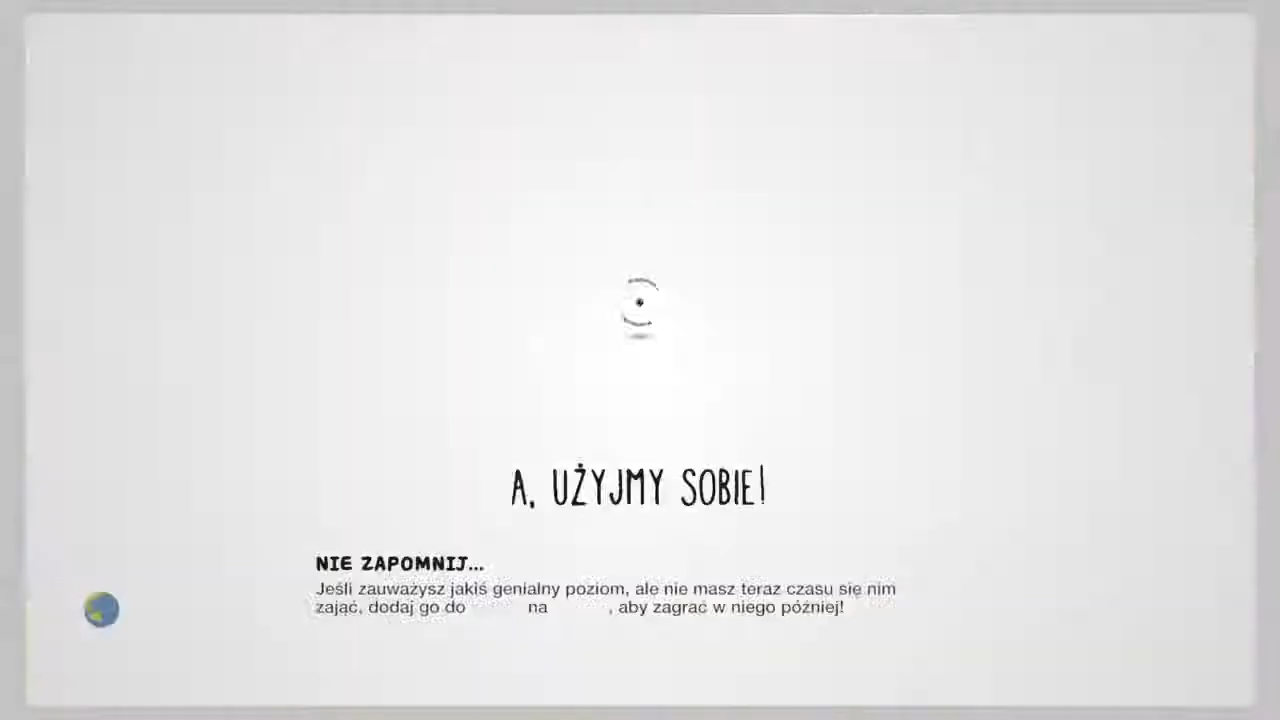 A, UŻYJMY SOBIE!
NIE ZAPOMNIJ...
Jeśli zauważysz jakiś genialny poziom, ale nie masz teraz czasu się nim
zająć, dodaj go do na , aby zagrać w niego później!